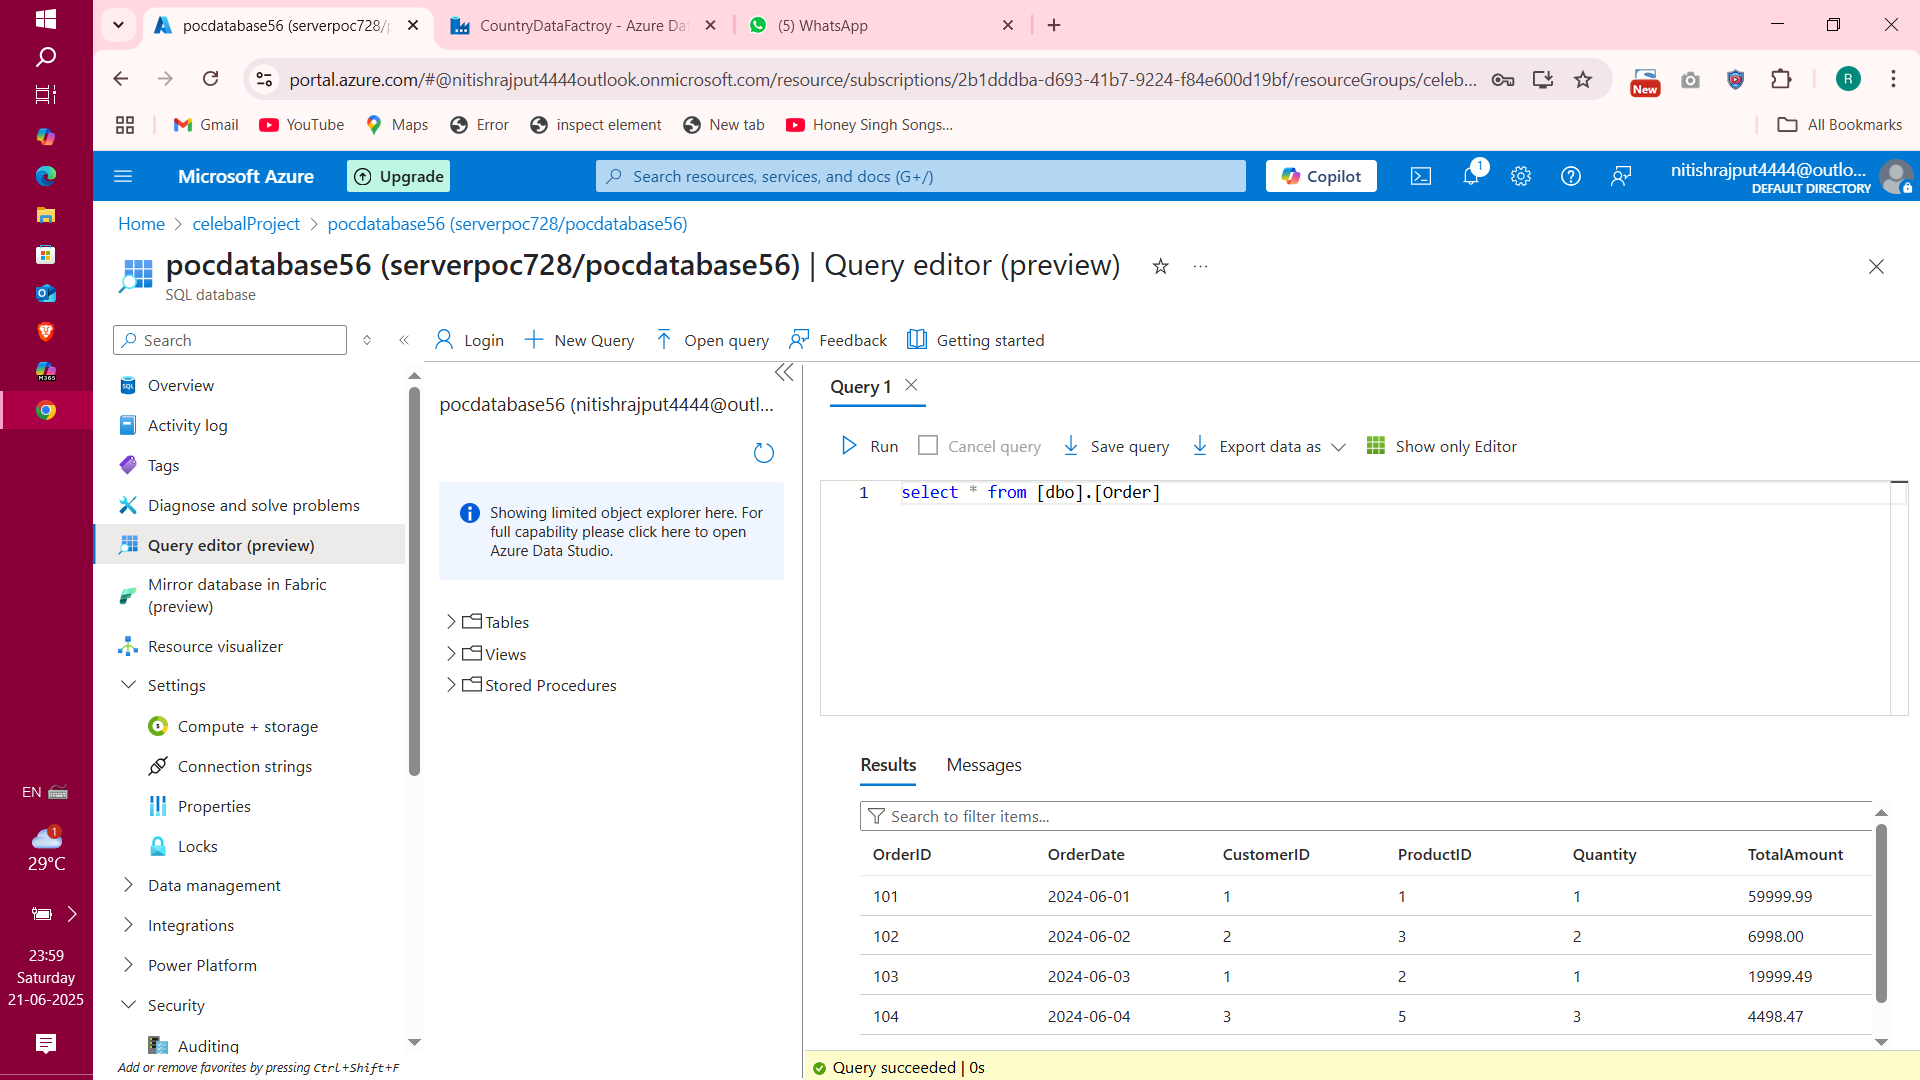 pocdatabase56 (serverpoc728/p
CountryDataFactroy - Azure Da
(5) WhatsApp
portal.azure.com/#@nitishrajput4444outlook.onmicrosoft.com/resource/subscriptions/2b1dddba-d693-41b7-9224-f84e600d19bf/resourceGroups/celeb...
New
R
Gmail
YouTube
Maps
Error
inspect element
New tab
Honey Singh Songs...
All Bookmarks
Microsoft Azure
Upgrade
Search resources, services, and docs (G+/)
Copilot
1
nitishrajput4444@outlo...
DEFAULT DIRECTORY
Home > celebalProject > pocdatabase56 (serverpoc728/pocdatabase56)
pocdatabase56 (serverpoc728/pocdatabase56) | Query editor (preview)
SQL database
Search
Login
New Query
Open query
Feedback
Getting started
Overview
Activity log
Tags
Diagnose and solve problems
Query editor (preview)
Mirror database in Fabric
(preview)
Resource visualizer
Settings
Compute + storage
Connection strings
Properties
Locks
Data management
Integrations
Power Platform
Security
Auditing
Add or remove favorites by pressing Ctrl+Shift+F
pocdatabase56 (nitishrajput4444@outl...
Showing limited object explorer here. For
full capability please click here to open
Azure Data Studio.
Tables
Views
Stored Procedures
Query 1
Run
Cancel query
Save query
Export data as
Show only Editor
1 select * from [dbo].[Order]
Results
Messages
Search to filter items...
OrderID OrderDate CustomerID ProductID Quantity TotalAmount
101 2024-06-01 1 1 1 59999.99
102 2024-06-02 2 3 2 6998.00
103 2024-06-03 1 2 1 19999.49
104 2024-06-04 3 5 3 4498.47
Query succeeded | 0s
M365
EN
1
29°C
23:59
Saturday
21-06-2025